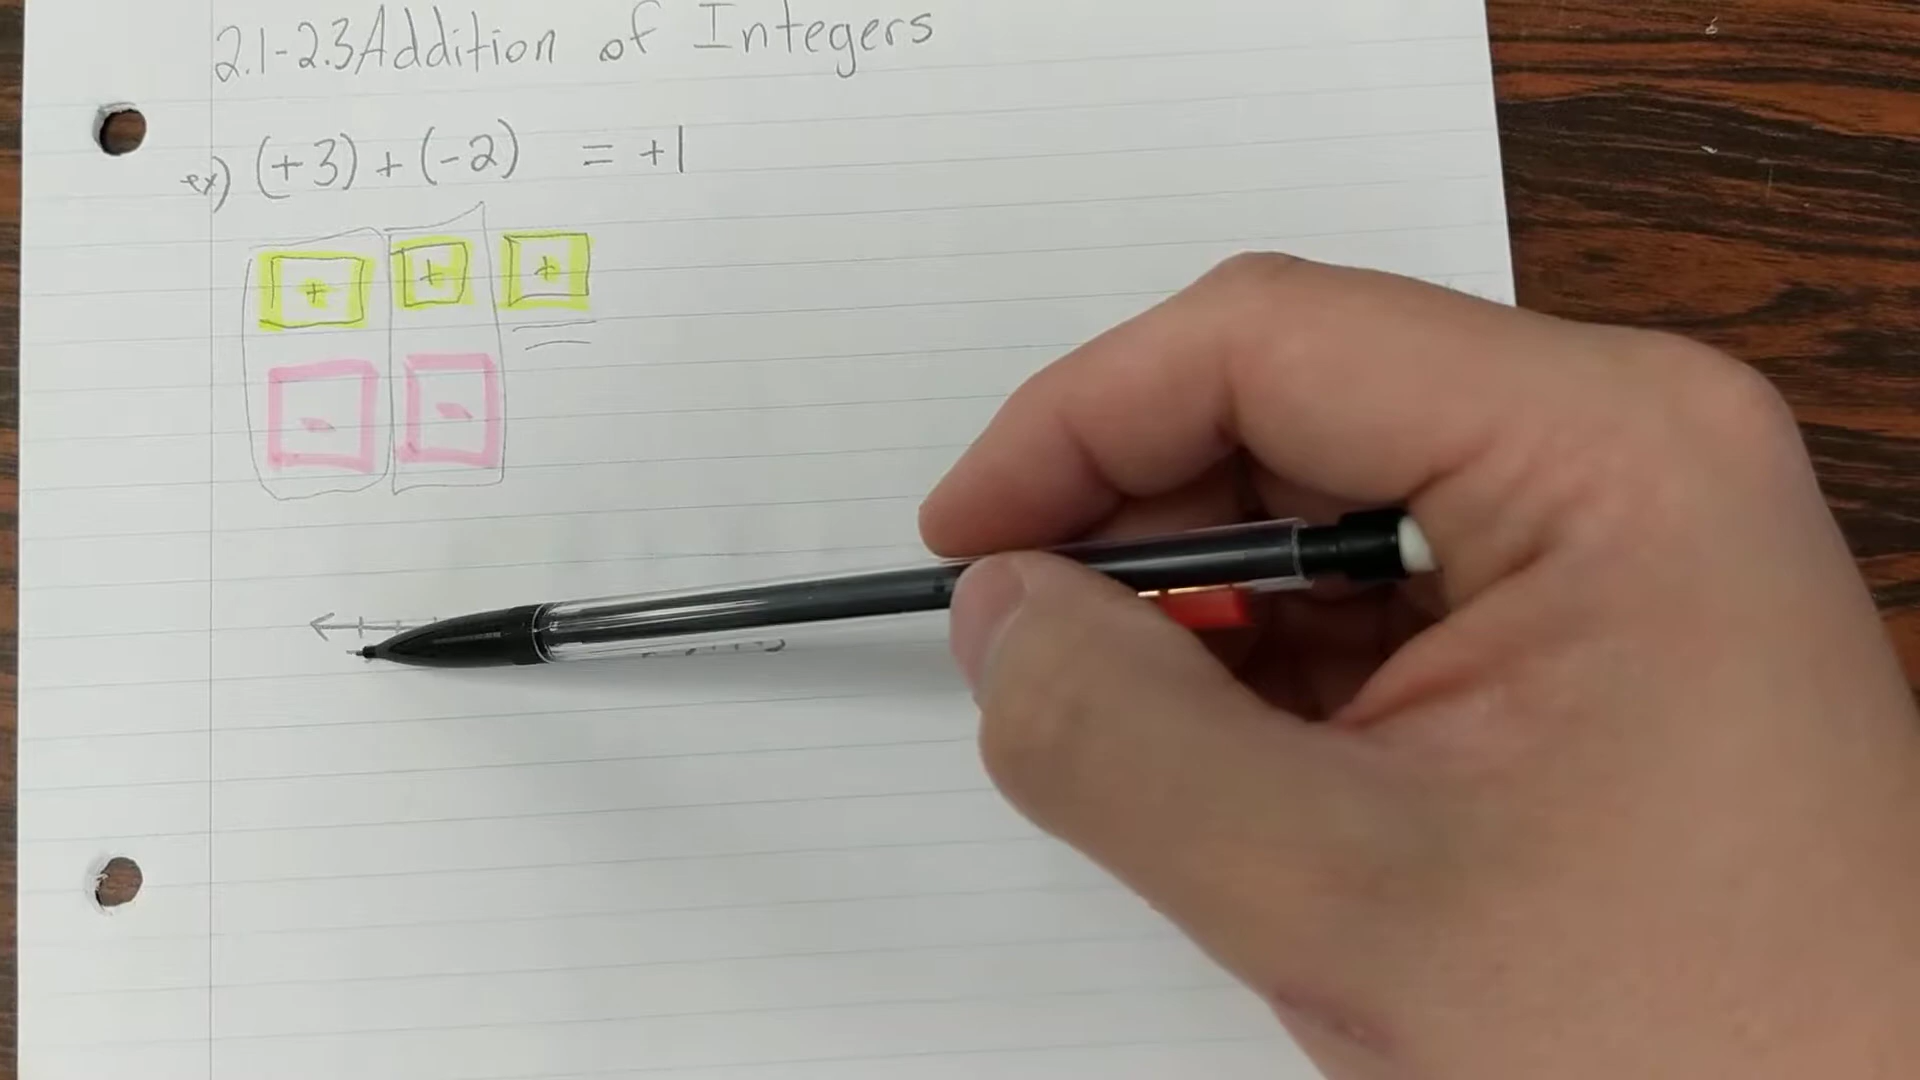 2.1-2.3 Addition of Integers
ex) (+3) + (-2) = +1
+ + +
- -